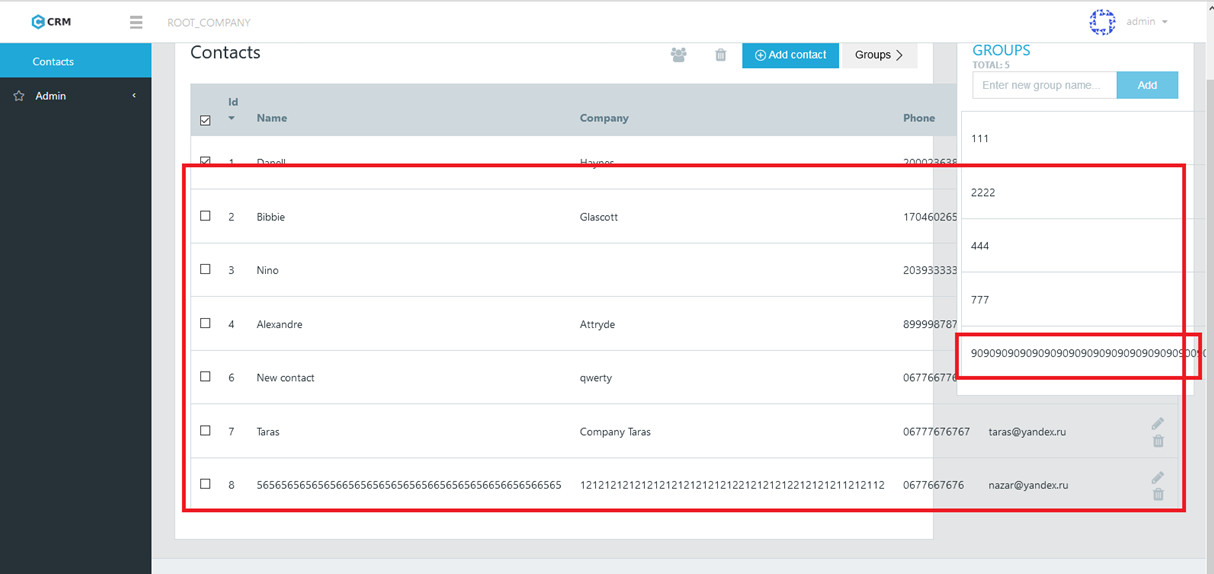 CRM
ROOT_COMPANY
admin
Contacts
Admin
Contacts
Add contact
Groups
Id
Name
Company
Phone
1 Danell Haynes 200023638
2 Bibbie Glascott 170460265
3 Nino 203933333
4 Alexandre Attryde 899998787
6 New contact qwerty 067766776
7 Taras Company Taras 06777676767 taras@yandex.ru
8 nazar@yandex.ru 0677667676
GROUPS
TOTAL: 5
Enter new group name...
Add
111
2222
444
777